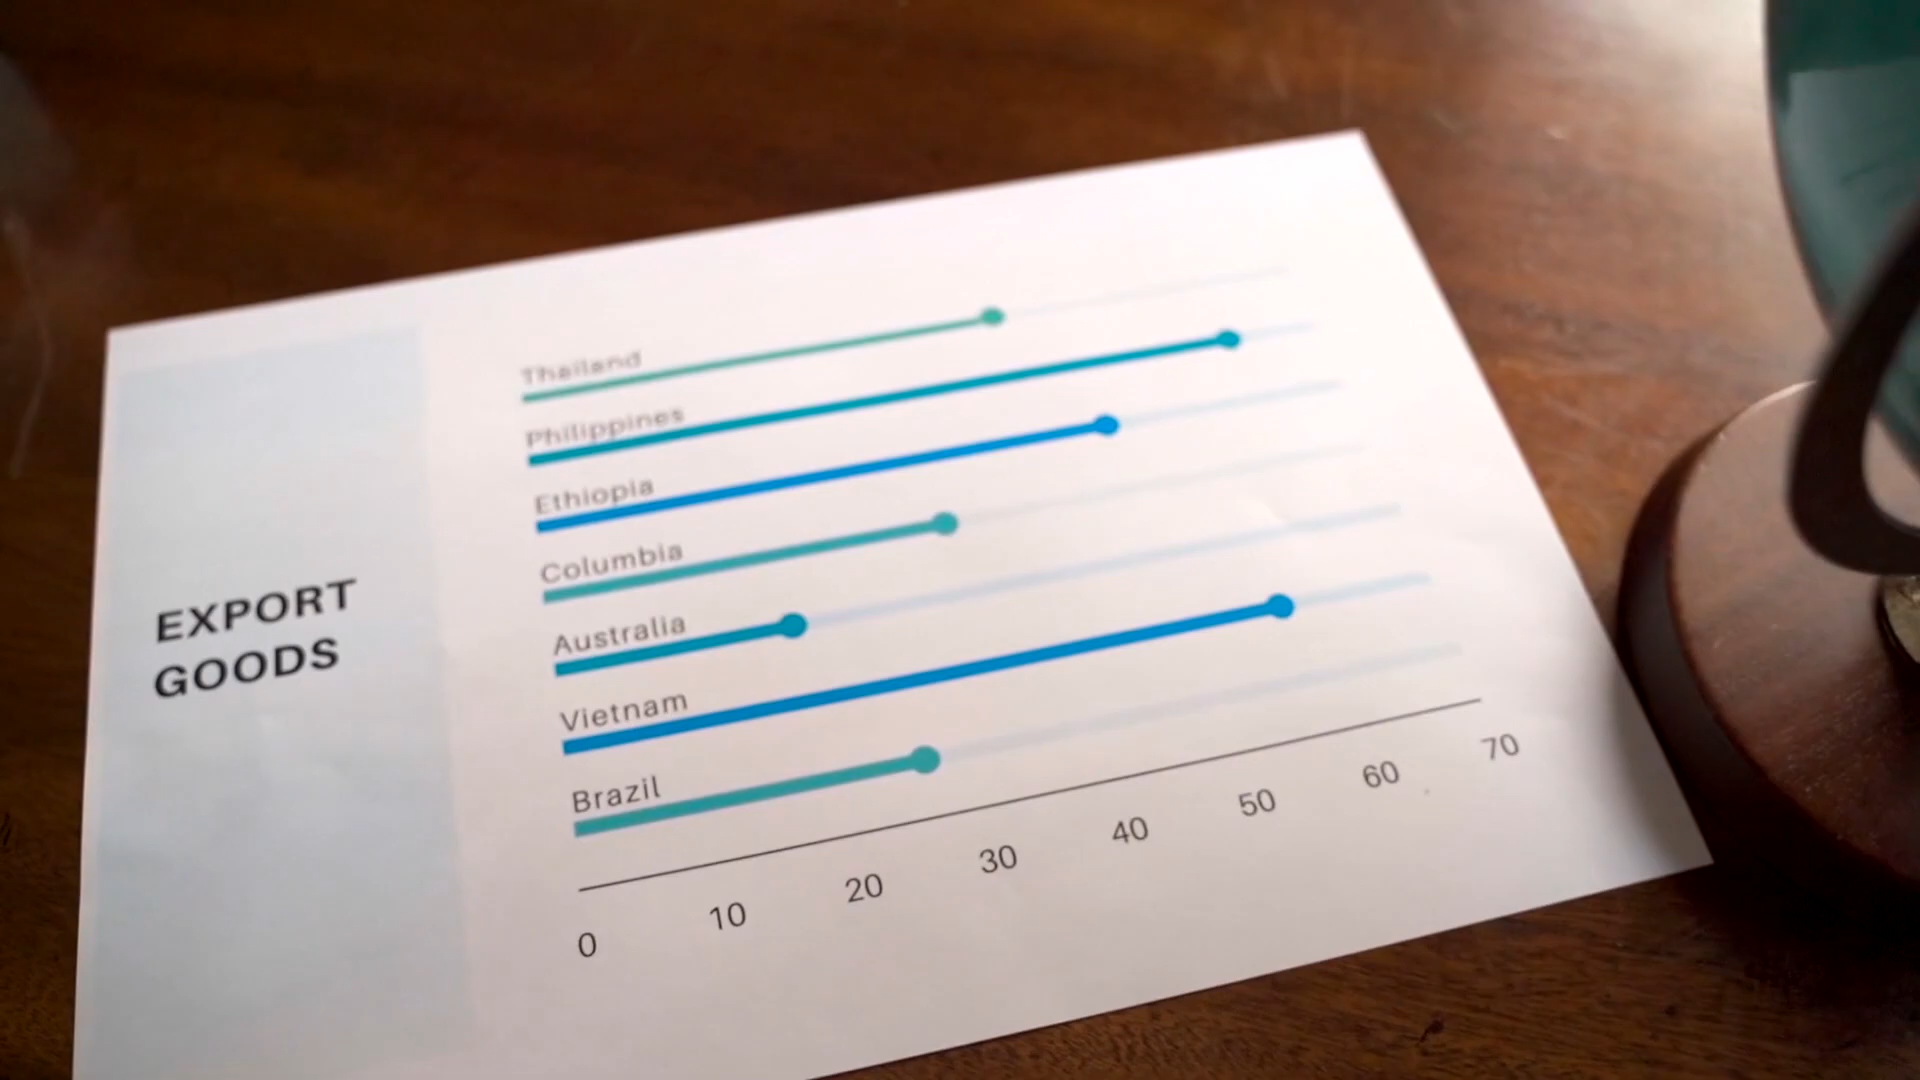 EXPORT
GOODS
Thailand
Philippines
Ethiopia
Columbia
Australia
Vietnam
Brazil
0 10 20 30 40 50 60 70